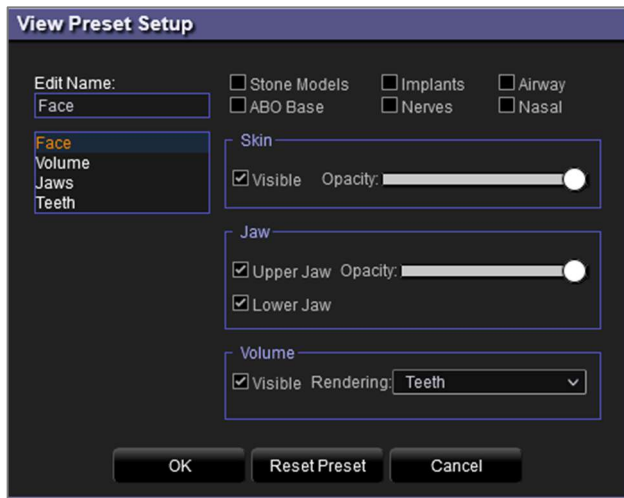 View Preset Setup
Edit Name:
Face
Face
Volume
Jaws
Teeth
Stone Models Implants Airway
ABO Base Nerves Nasal
Skin
Visible Opacity:
Jaw
Upper Jaw Opacity:
Lower Jaw
Volume
Visible Rendering: Teeth
OK Reset Preset Cancel